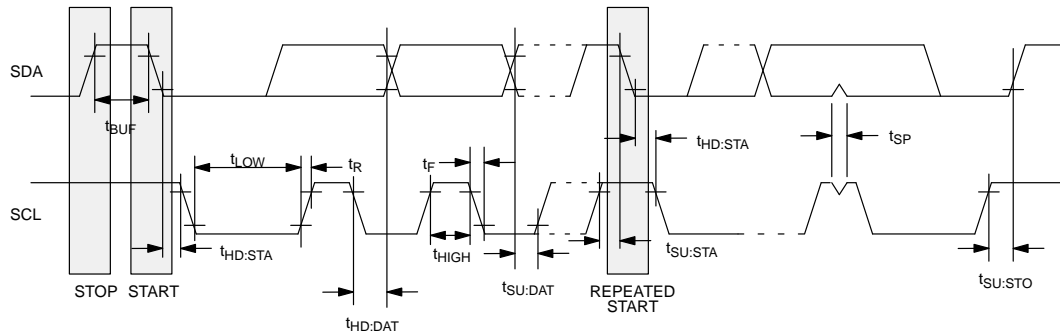 SDA
tBUF
tLOW
tR
tF
tHD:STA
tSP
SCL
tHD:STA
tHIGH
tSU:STA
tSU:DAT
tSU:STO
STOP
START
REPEATED
START
tHD:DAT